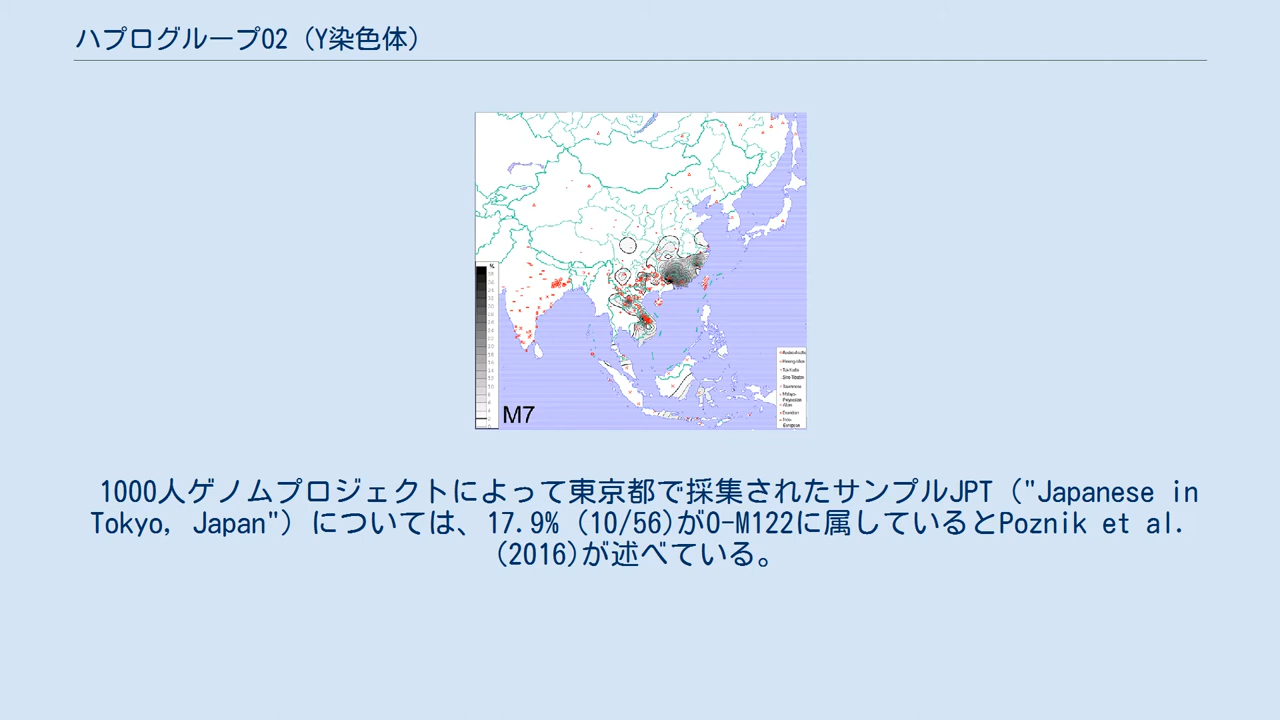 ハプログループO2（Y染色体）
M7
1000人ゲノムプロジェクトによって東京都で採集されたサンプルJPT（"Japanese in
Tokyo, Japan"）については、17.9% (10/56)がO-M122に属しているとPoznik et al.
(2016)が述べている。